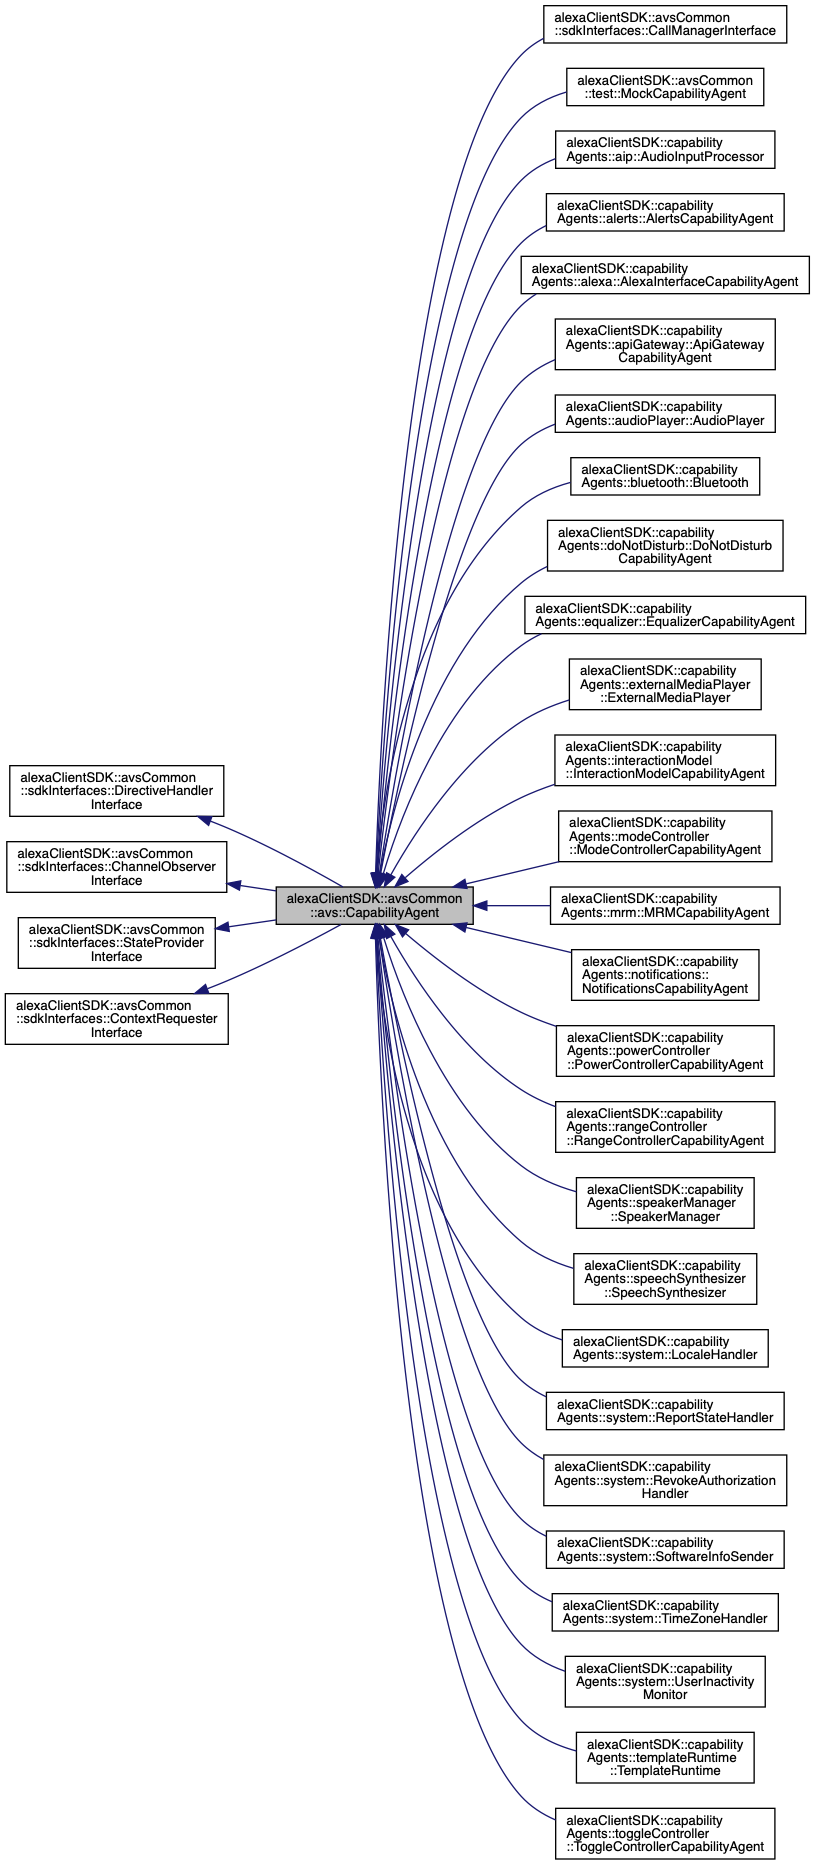 alexaClientSDK::avsCommon
::sdkInterfaces::CallManagerInterface
alexaClientSDK::avsCommon
::test::MockCapabilityAgent
alexaClientSDK::capability
Agents::aip::AudioInputProcessor
alexaClientSDK::capability
Agents::alerts::AlertsCapabilityAgent
alexaClientSDK::capability
Agents::alexa::AlexaInterfaceCapabilityAgent
alexaClientSDK::capability
Agents::apiGateway::ApiGateway
CapabilityAgent
alexaClientSDK::capability
Agents::audioPlayer::AudioPlayer
alexaClientSDK::capability
Agents::bluetooth::Bluetooth
alexaClientSDK::capability
Agents::doNotDisturb::DoNotDisturb
CapabilityAgent
alexaClientSDK::capability
Agents::equalizer::EqualizerCapabilityAgent
alexaClientSDK::capability
Agents::externalMediaPlayer
::ExternalMediaPlayer
alexaClientSDK::capability
Agents::interactionModel
::InteractionModelCapabilityAgent
alexaClientSDK::avsCommon
::sdkInterfaces::DirectiveHandler
Interface
alexaClientSDK::avsCommon
::sdkInterfaces::ChannelObserver
Interface
alexaClientSDK::avsCommon
::sdkInterfaces::StateProvider
Interface
alexaClientSDK::avsCommon
::sdkInterfaces::ContextRequester
Interface
alexaClientSDK::avsCommon
::avs::CapabilityAgent
alexaClientSDK::capability
Agents::modeController
::ModeControllerCapabilityAgent
alexaClientSDK::capability
Agents::mrm::MRMCapabilityAgent
alexaClientSDK::capability
Agents::notifications::
NotificationsCapabilityAgent
alexaClientSDK::capability
Agents::powerController
::PowerControllerCapabilityAgent
alexaClientSDK::capability
Agents::rangeController
::RangeControllerCapabilityAgent
alexaClientSDK::capability
Agents::speakerManager
::SpeakerManager
alexaClientSDK::capability
Agents::speechSynthesizer
::SpeechSynthesizer
alexaClientSDK::capability
Agents::system::LocaleHandler
alexaClientSDK::capability
Agents::system::ReportStateHandler
alexaClientSDK::capability
Agents::system::RevokeAuthorization
Handler
alexaClientSDK::capability
Agents::system::SoftwareInfoSender
alexaClientSDK::capability
Agents::system::TimeZoneHandler
alexaClientSDK::capability
Agents::system::UserInactivity
Monitor
alexaClientSDK::capability
Agents::templateRuntime
::TemplateRuntime
alexaClientSDK::capability
Agents::toggleController
::ToggleControllerCapabilityAgent